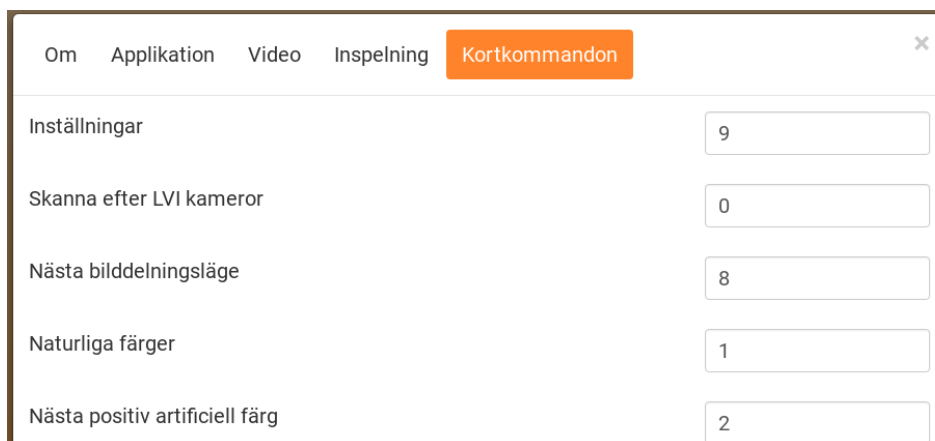 Om Applikation Video Inspelning Kortkommandon ×
Inställningar 9
Skanna efter LVI kameror 0
Nästa bilddelningsläge 8
Naturliga färger 1
Nästa positiv artificiell färg 2